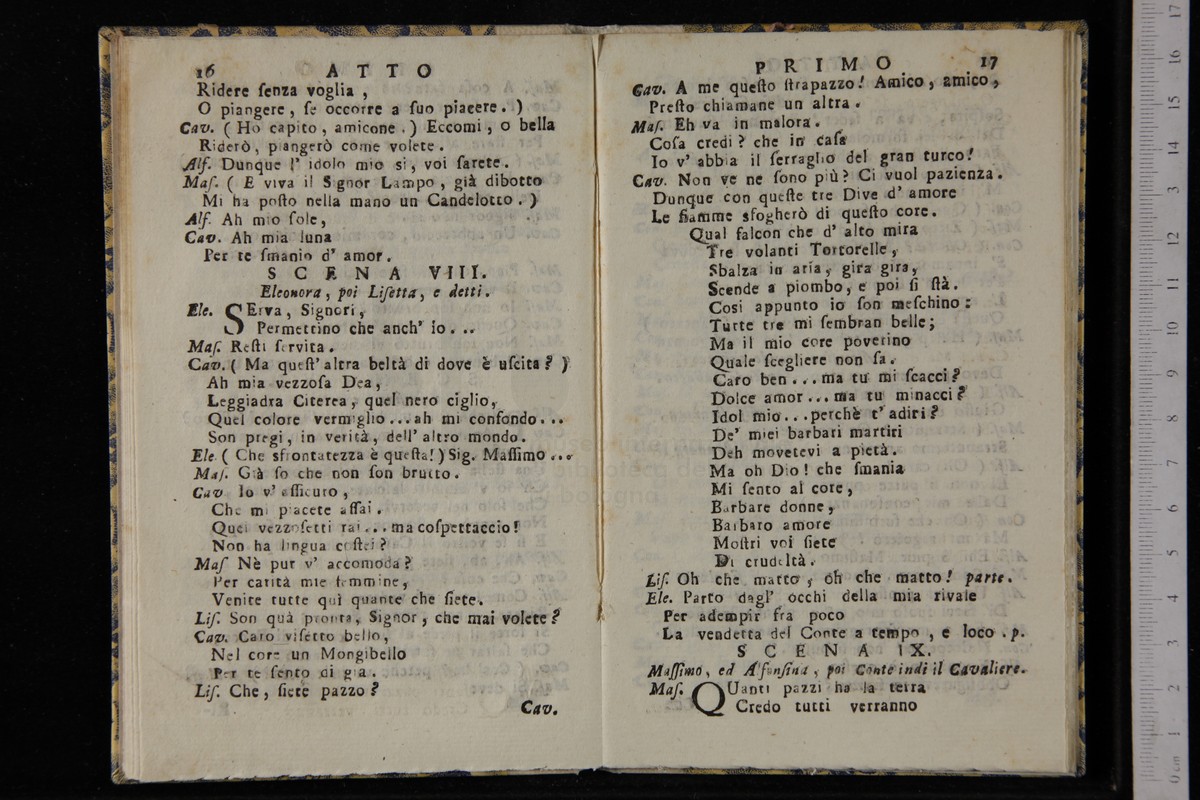 16 A T T O
Ridere ſenza voglia ,
O piangere , ſe occorre a ſuo piacere . )
Cav. ( Ho capito , amicone . ) Eccomi , o bella
Riderò , piangerò come volete .
Alf. Dunque l' idolo mio si , voi ſarete .
Maſ. ( E viva il Signor Lampo , già dibotto
Mi ha poſto nella mano un Candelotto . )
Alf. Ah mio ſole ,
Cav. Ah mia luna
Per te ſmanio d' amor .
S C E N A VIII.
Eleonora , poi Liſetta , e detti .
Ele. SErva , Signori ,
Permettino che anch' io . . .
Maſ. Reſti ſervita .
Cav. ( Ma queſt' altra beltà di dove è uſcita ? )
Ah mia vezzoſa Dea ,
Leggiadra Citerea , quel nero ciglio ,
Quel colore vermiglio ... ah mi confondo ...
Son pregi , in verità , dell' altro mondo .
Ele ( Che sfrontatezza è queſta ! ) Sig. Maſſimo ...
Maſ. Già ſo che non ſon brutto .
Cav Io v' aſſicuro ,
Che mi piacete aſſai .
Quei vezzoſetti rai ... ma coſpettaccio !
Non ha lingua coſtei ?
Maſ Nè pur v' accomoda ?
Per carità mie femmine ,
Venite tutte quì quante che ſiete .
Liſ. Son quà pronta , Signor , che mai volete ?
Cav. Caro viſetto bello ,
Nel core un Mongibello
Per te ſento di gia .
Liſ. Che , ſiete pazzo ?
Cav.
P R I M O 17
Cav. A me queſto ſtrapazzo ! Amico , amico ,
Preſto chiamane un altra .
Maſ. Eh va in malora .
Coſa credi ? che in caſa
Io v' abbia il ſerraglio del gran turco !
Cav. Non ve ne ſono più ? Ci vuol pazienza .
Dunque con queſte tre Dive d' amore
Le fiamme sfogherò di queſto core .
Qual falcon che d' alto mira
Tre volanti Tortorelle ,
Sbalza in aria , gira gira ,
Scende a piombo , e poi ſi ſtà .
Cosi appunto io ſon meſchino :
Tutte tre mi ſembran belle ;
Ma il mio core poverino
Quale ſcegliere non ſa .
Caro ben ... ma tu mi ſcacci ?
Dolce amor ... ma tu minacci ?
Idol mio ... perchè t' adiri ?
De' miei barbari martiri
Deh movetevi a pietà .
Ma oh Dio ! che ſmania
Mi ſento al core ,
Barbare donne ,
Barbaro amore
Moſtri voi ſiete
Di crudeltà .
Liſ. Oh che matto , oh che matto ! parte .
Ele. Parto dagl' occhi della mia rivale
Per adempir fra poco
La vendetta del Conte a tempo , e loco . p.
S C E N A IX.
Maſſimo , ed Alfonſina , poi Conte indi il Cavaliere .
Maſ. QUanti pazzi ha la terra
Credo tutti verranno